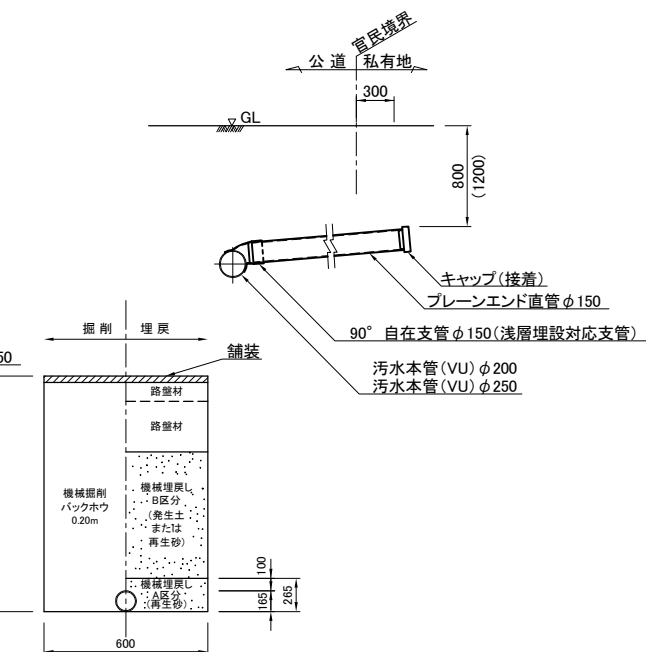 官民境界
公 道 私有地
300
GL
800
(1200)
キャップ(接着)
プレーンエンド直管φ150
90° 自在支管φ150(浅層埋設対応支管)
汚水本管(VU)φ200
汚水本管(VU)φ250
掘 削 埋 戻
舗装
50
路盤材
路盤材
機械掘削
バックホウ
0.20m
機械埋戻し
B区分
(発生土
または
再生砂)
機械埋戻し
A区分
(再生砂)
100
165
265
600